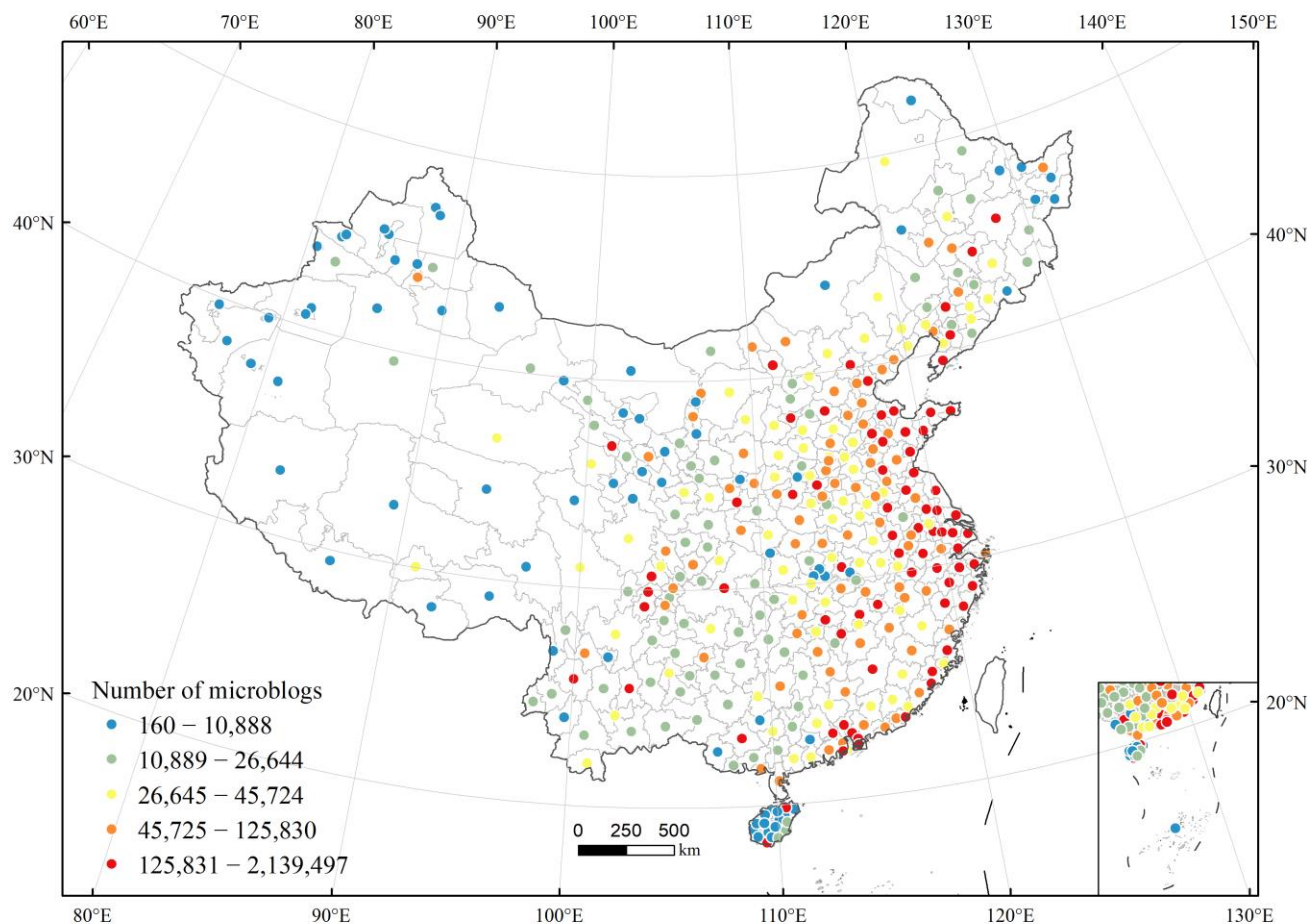 60°E 70°E 80°E 90°E 100°E 110°E 120°E 130°E 140°E 150°E
40°N 40°N
30°N 30°N
20°N 20°N
Number of microblogs
160 – 10,888
10,889 – 26,644
26,645 – 45,724
45,725 – 125,830
125,831 – 2,139,497
0 250 500
km
80°E 90°E 100°E 110°E 120°E 130°E